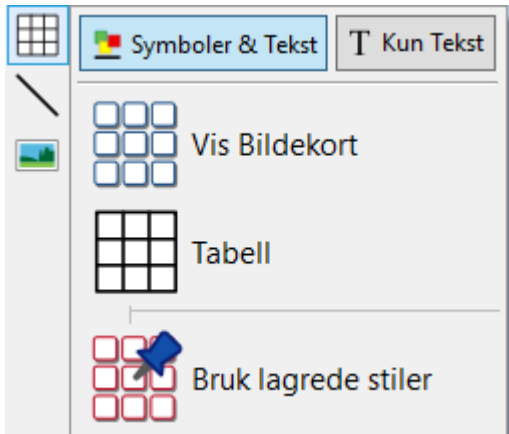 Symboler & Tekst
T Kun Tekst
Vis Bildekort
Tabell
Bruk lagrede stiler